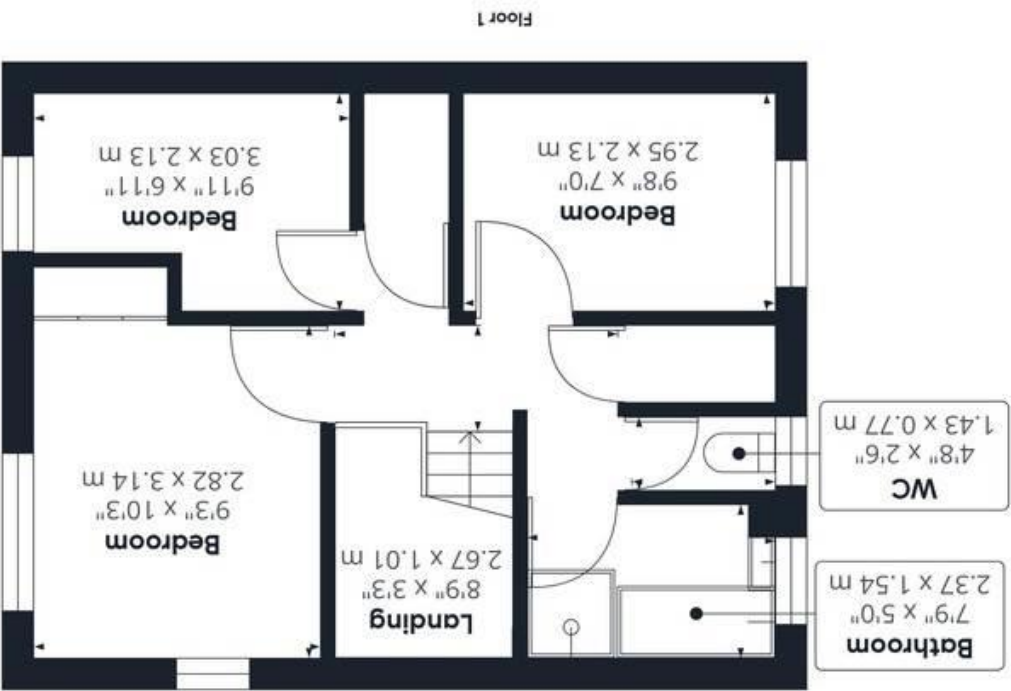 Bathroom
7'9" x 5'0"
2.37 x 1.54 m
Landing
8'9" x 3'3"
2.67 x 1.01 m
Bedroom
9'3" x 10'3"
2.82 x 3.14 m
WC
4'8" x 2'6"
1.43 x 0.77 m
Bedroom
9'8" x 7'0"
2.95 x 2.13 m
Bedroom
9'11" x 6'11"
3.03 x 2.13 m
Floor 1